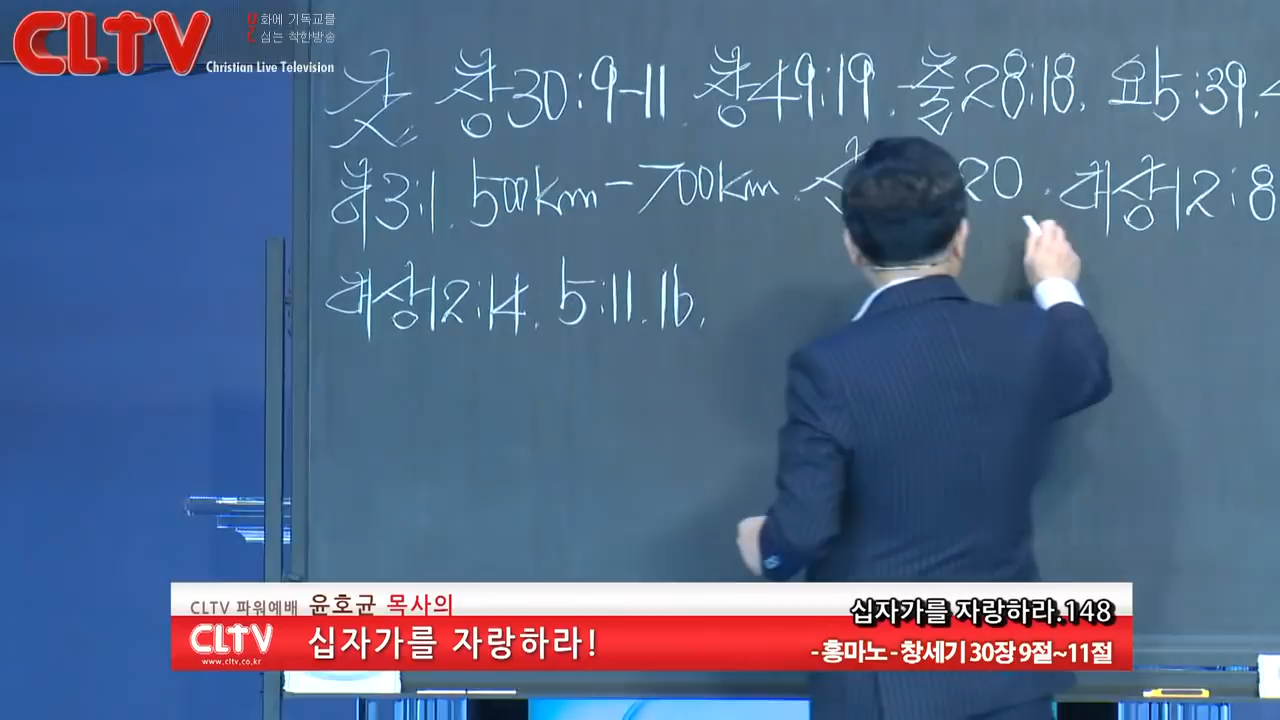 CLTV
문화에 기독교를
심는 착한방송
Christian Live Television
갓 창30:9-11. 창49:19. 출28:18. 요5:39.
히3:1. 500km-700km. 20. 대상12:8
대상12:14. 5:11.16.
CLTV 파워예배 윤호균 목사의
CLTV 십자가를 자랑하라!
www.cltv.co.kr
십자가를 자랑하라.148
- 홍마노 - 창세기 30장 9절~11절